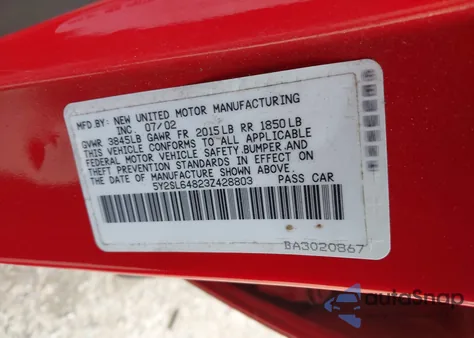 MFD.BY: NEW UNITED MOTOR MANUFACTURING
INC. 07/02
GVWR 3845LB GAWR FR 2015LB RR 1850LB
THIS VEHICLE CONFORMS TO ALL APPLICABLE
FEDERAL MOTOR VEHICLE SAFETY,BUMPER,AND
THEFT PREVENTION STANDARDS IN EFFECT ON
THE DATE OF MANUFACTURE SHOWN ABOVE.
5Y2SL64823Z428803 PASS CAR
BA3020867
autoSnap